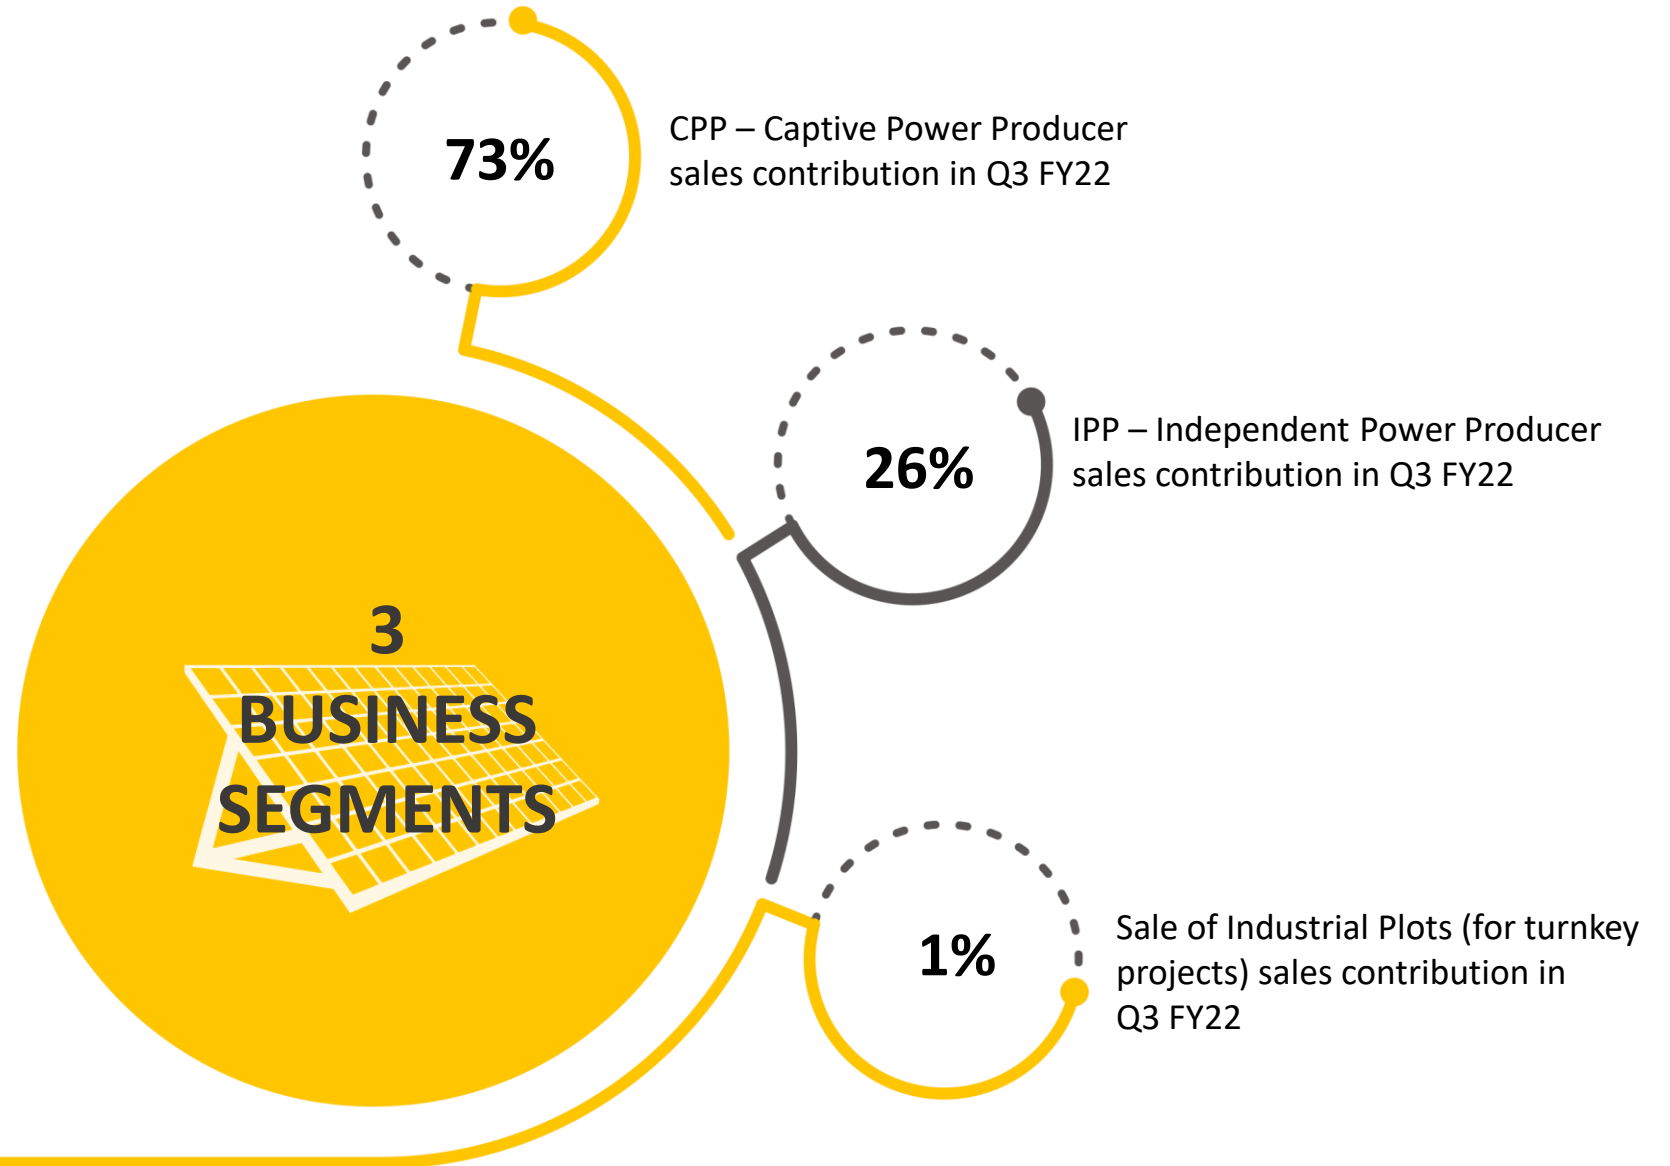 73%
CPP – Captive Power Producer
sales contribution in Q3 FY22
26%
IPP – Independent Power Producer
sales contribution in Q3 FY22
3
BUSINESS
SEGMENTS
1%
Sale of Industrial Plots (for turnkey
projects) sales contribution in
Q3 FY22